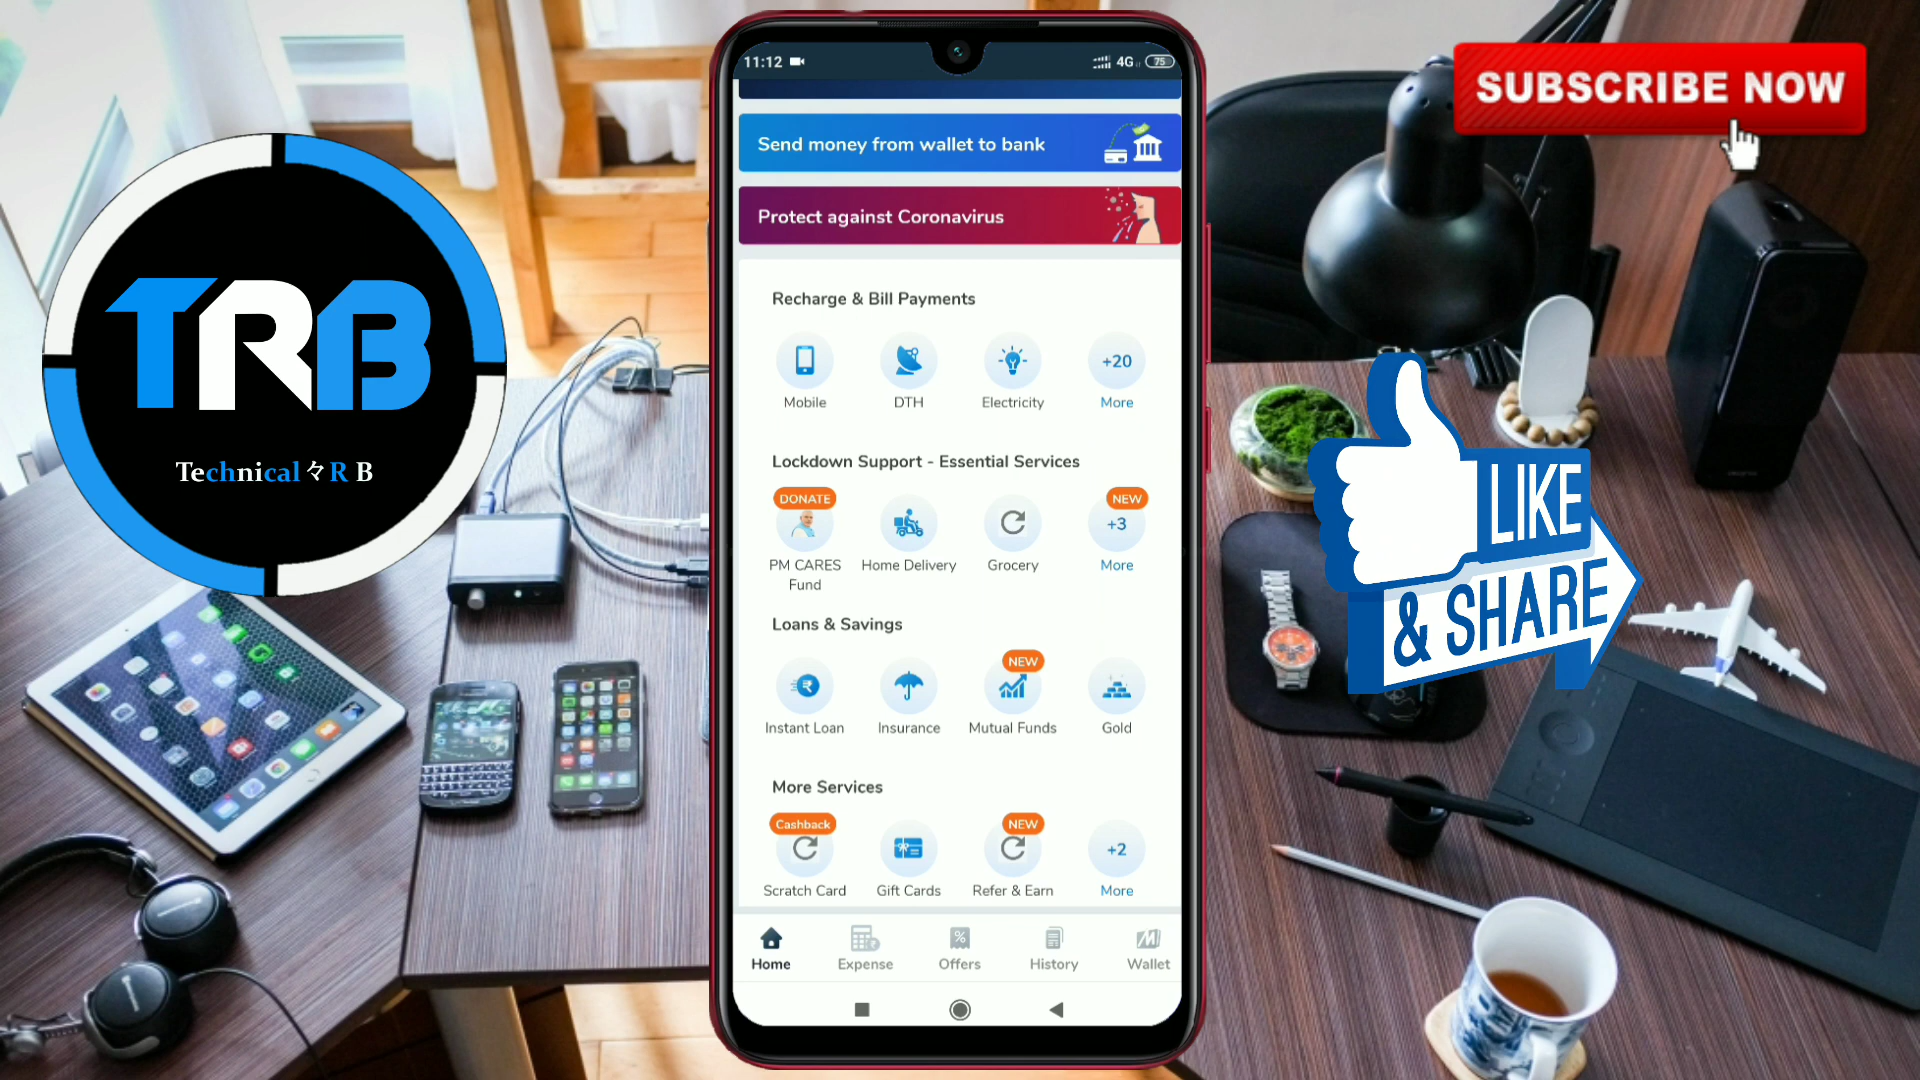 TRB
Technical々R B
11:12
4G
75
Send money from wallet to bank
Protect against Coronavirus
Recharge & Bill Payments
+20
Mobile
DTH
Electricity
More
Lockdown Support - Essential Services
DONATE
NEW
+3
PM CARES
Fund
Home Delivery
Grocery
More
Loans & Savings
NEW
Instant Loan
Insurance
Mutual Funds
Gold
More Services
Cashback
NEW
+2
Scratch Card
Gift Cards
Refer & Earn
More
Home
Expense
Offers
History
Wallet
SUBSCRIBE NOW
LIKE
& SHARE